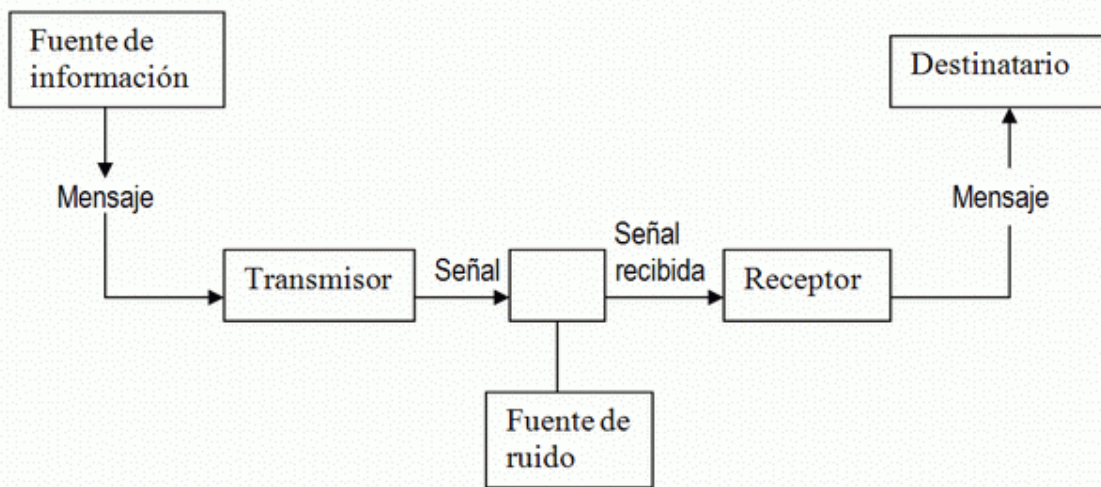 Fuente de
información
Destinatario
Mensaje
Mensaje
Transmisor
Señal
Señal
recibida
Receptor
Fuente de
ruido